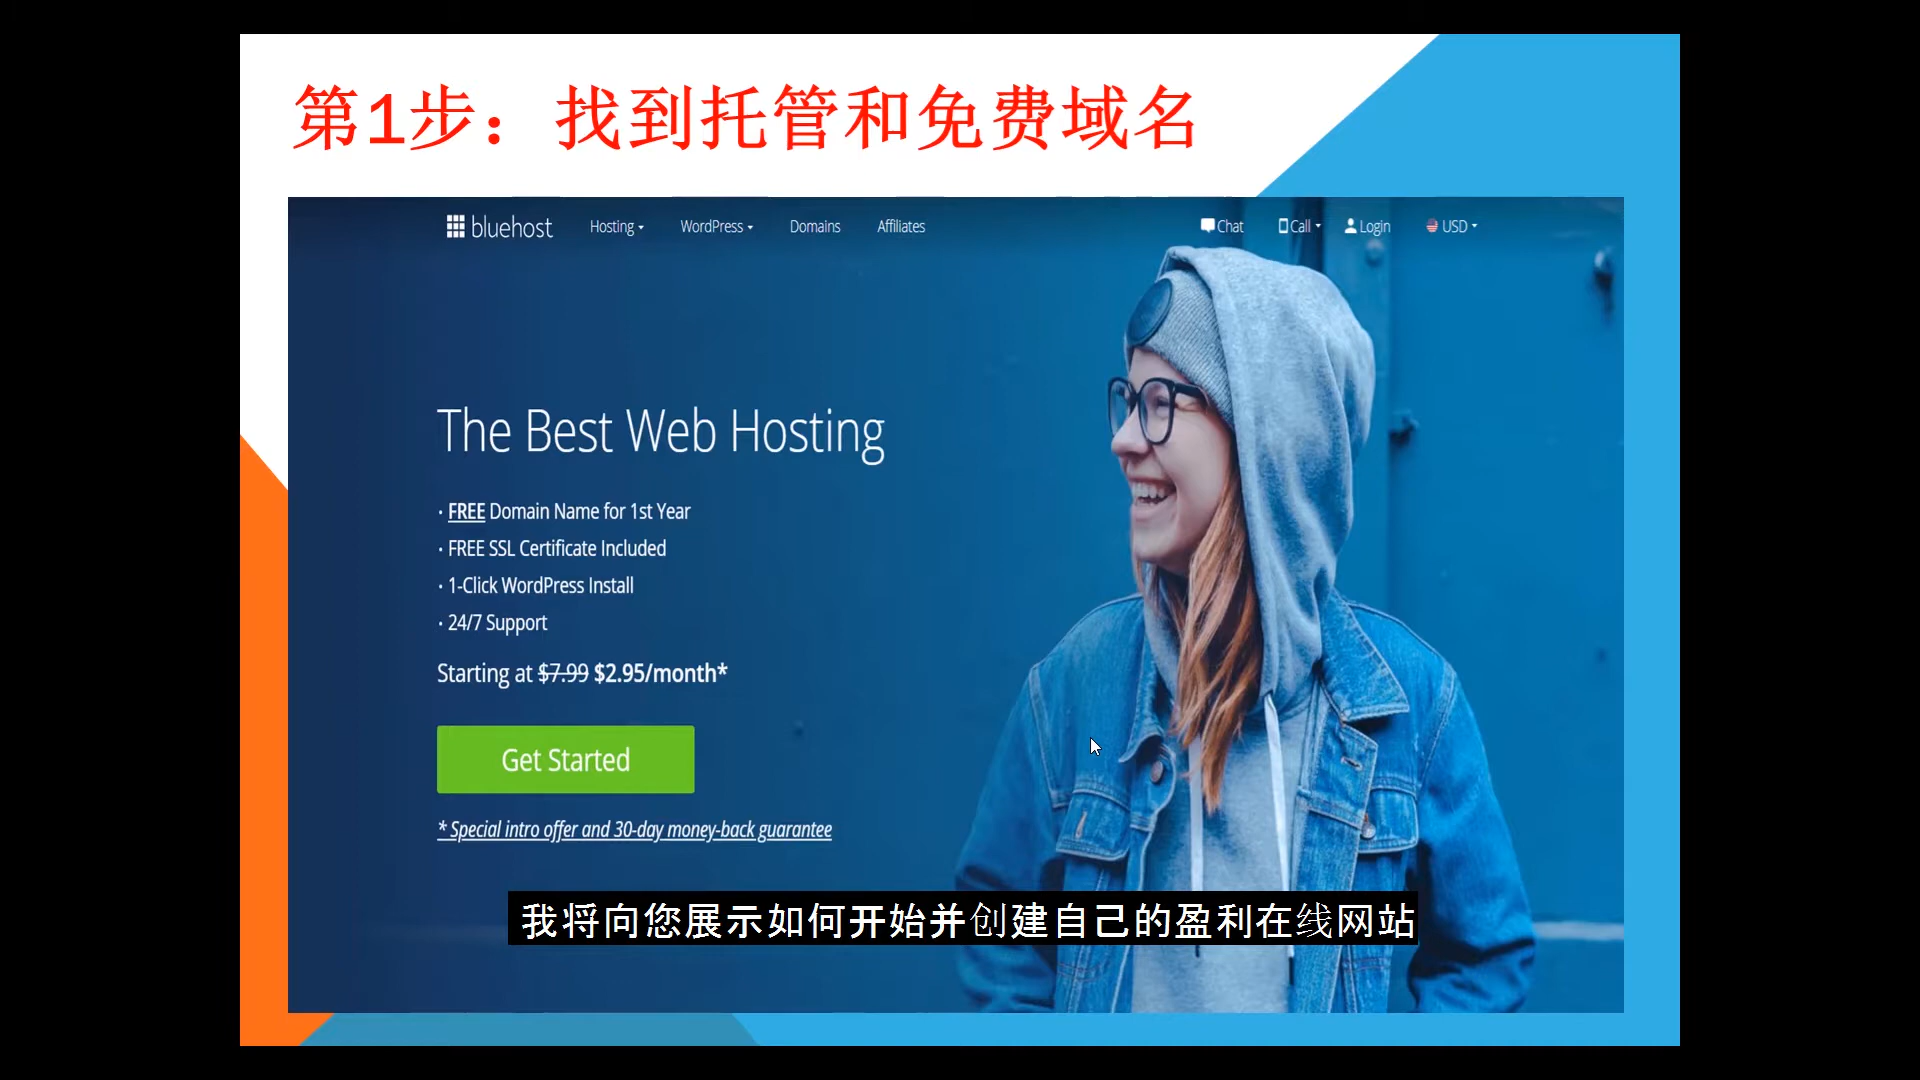 第1步：找到托管和免费域名
bluehost Hosting WordPress Domains Affiliates Chat Call Login USD
The Best Web Hosting
· FREE Domain Name for 1st Year
· FREE SSL Certificate Included
· 1-Click WordPress Install
· 24/7 Support
Starting at $7.99 $2.95/month*
Get Started
* Special intro offer and 30-day money-back guarantee
我将向您展示如何开始并创建自己的盈利在线网站